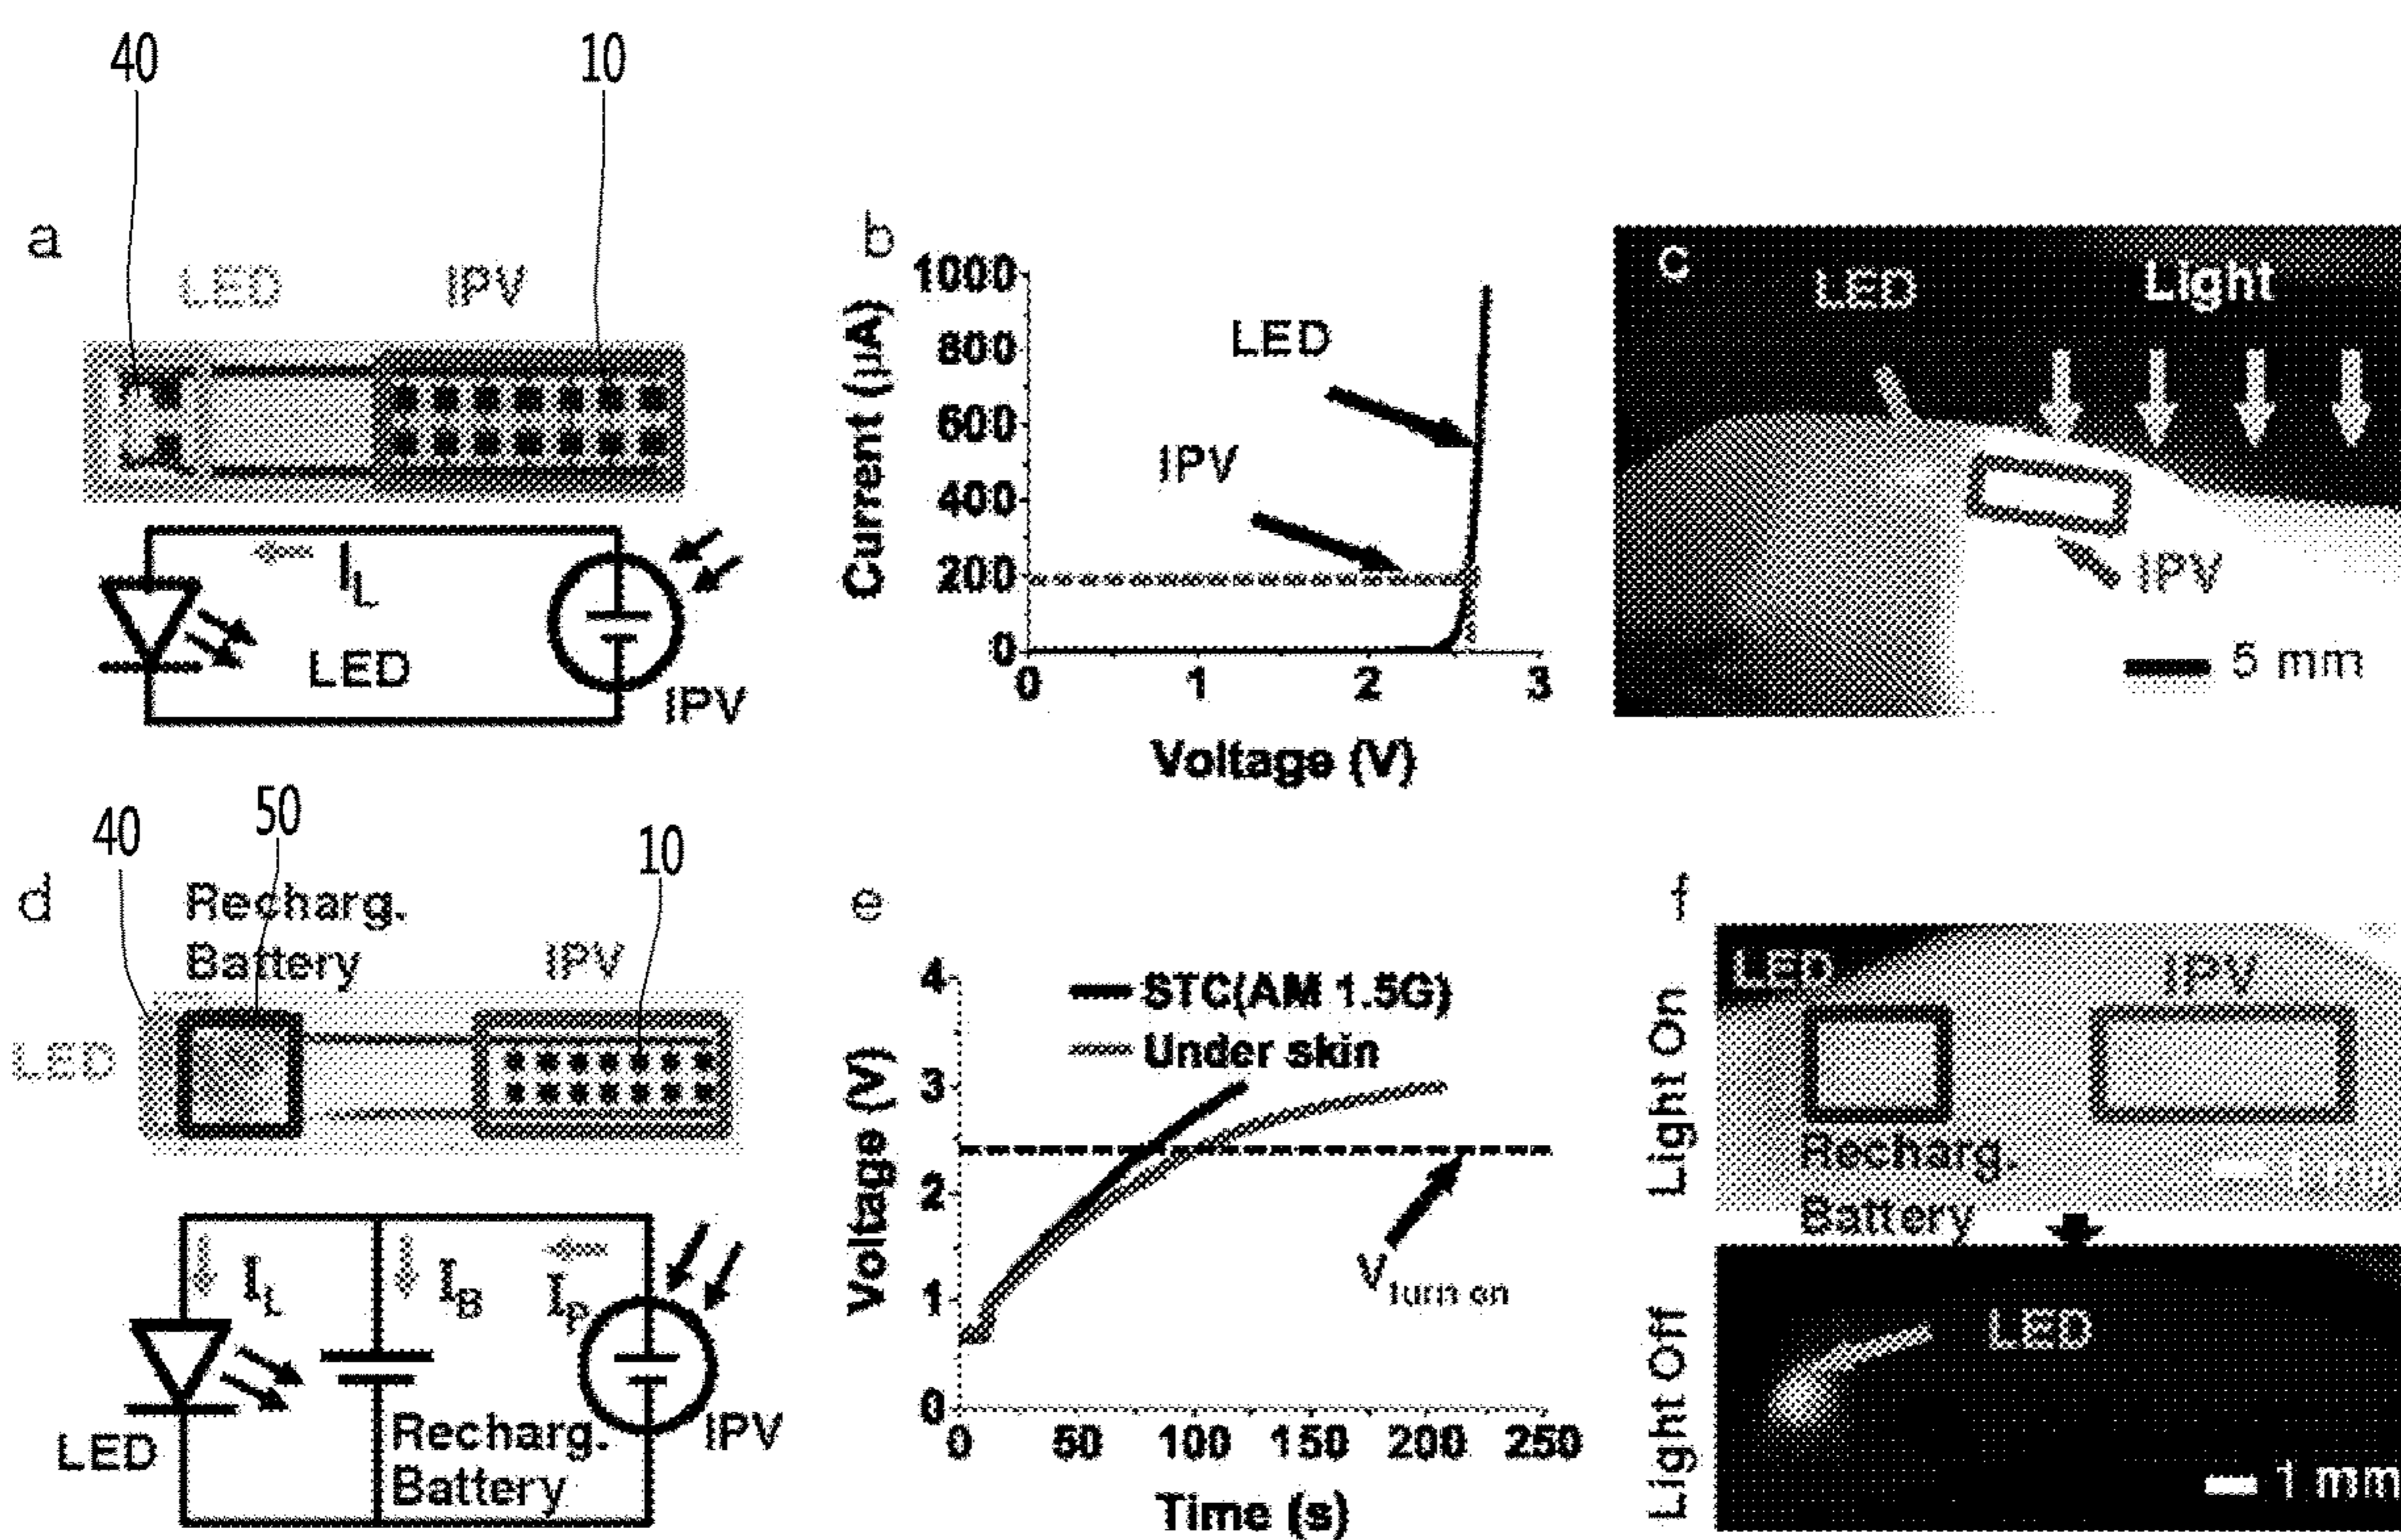 40
10
a
LED
IPV
I_L
LED
IPV
b
1000
800
600
400
200
0
Current (µA)
LED
IPV
0 1 2 3
Voltage (V)
c
LED
Light
IPV
5 mm
40
50
10
d
Recharg.
Battery
IPV
LED
I_L
I_B
I_P
LED
Recharg.
Battery
IPV
e
4
3
2
1
0
Voltage (V)
STC(AM 1.5G)
Under skin
V_turn on
0 50 100 150 200 250
Time (s)
f
Light On
LED
IPV
Recharg.
Battery
1 mm
Light Off
LED
1 mm